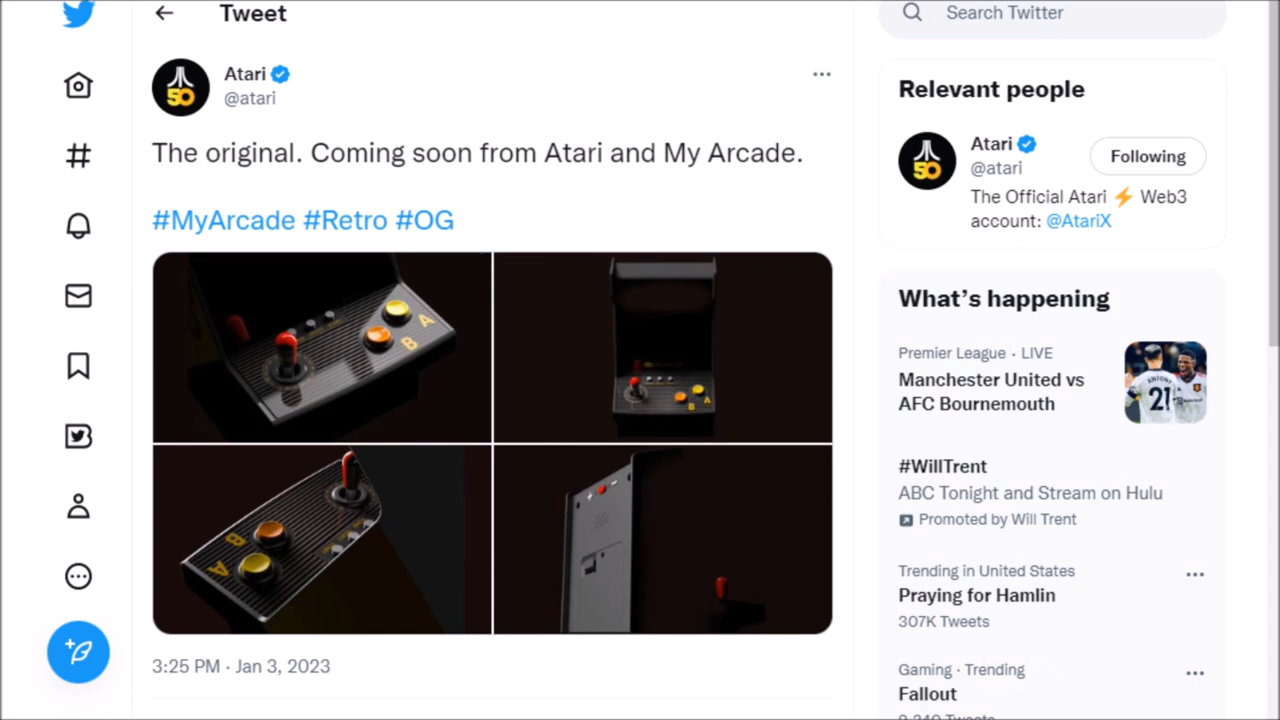 Tweet
Search Twitter
50
Atari
@atari
The original. Coming soon from Atari and My Arcade.
#MyArcade #Retro #OG
A
B
B
A
B
A
3:25 PM · Jan 3, 2023
Relevant people
50
Atari
@atari
Following
The Official Atari ⚡ Web3
account: @AtariX
What's happening
Premier League · LIVE
Manchester United vs
AFC Bournemouth
ANTONY
21
#WillTrent
ABC Tonight and Stream on Hulu
Promoted by Will Trent
Trending in United States
Praying for Hamlin
307K Tweets
Gaming · Trending
Fallout